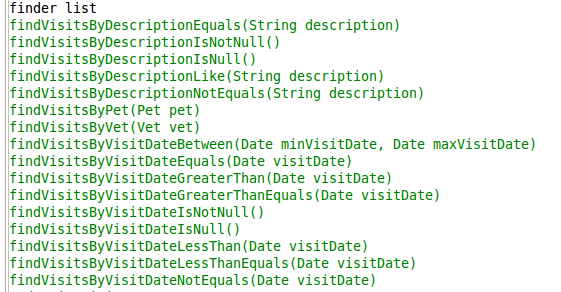 finder list
findVisitsByDescriptionEquals(String description)
findVisitsByDescriptionIsNotNull()
findVisitsByDescriptionIsNull()
findVisitsByDescriptionLike(String description)
findVisitsByDescriptionNotEquals(String description)
findVisitsByPet(Pet pet)
findVisitsByVet(Vet vet)
findVisitsByVisitDateBetween(Date minVisitDate, Date maxVisitDate)
findVisitsByVisitDateEquals(Date visitDate)
findVisitsByVisitDateGreaterThan(Date visitDate)
findVisitsByVisitDateGreaterThanEquals(Date visitDate)
findVisitsByVisitDateIsNotNull()
findVisitsByVisitDateIsNull()
findVisitsByVisitDateLessThan(Date visitDate)
findVisitsByVisitDateLessThanEquals(Date visitDate)
findVisitsByVisitDateNotEquals(Date visitDate)